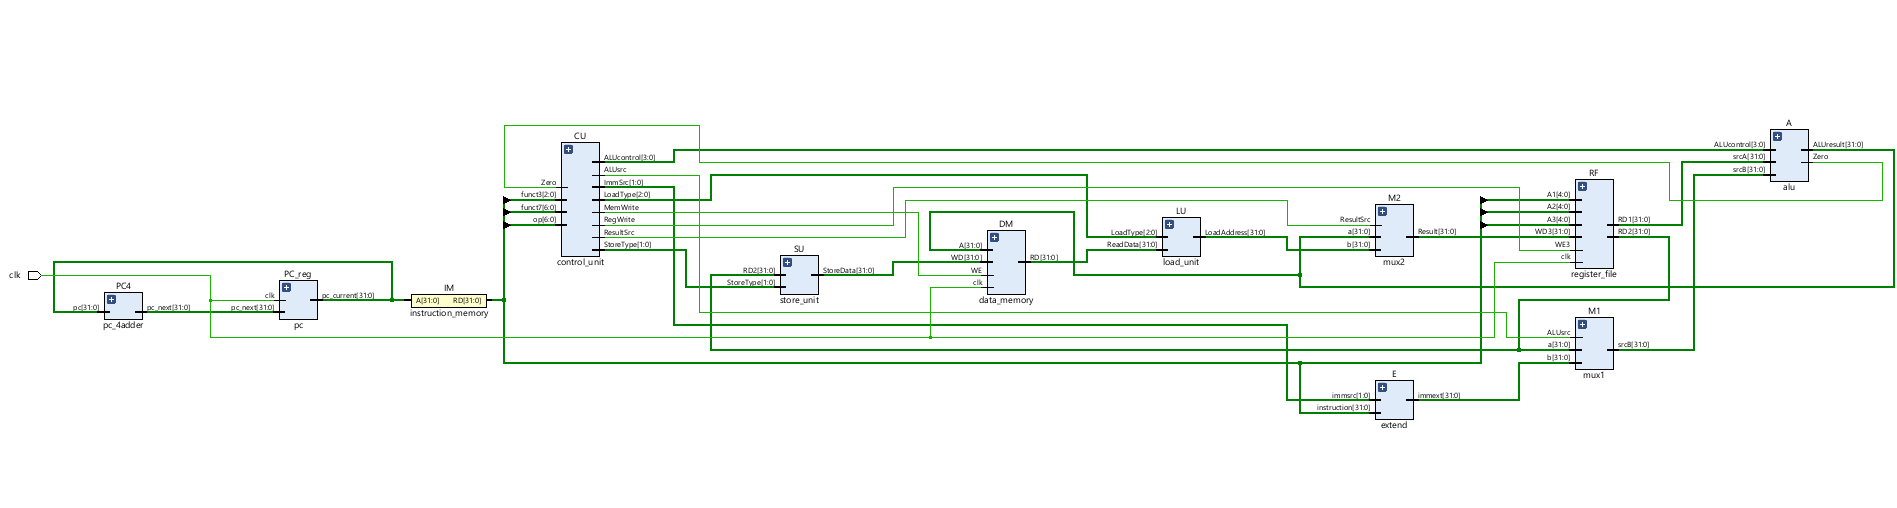 clk
PC4
pc[31:0]
pc_next[31:0]
pc_4adder
PC_reg
clk
pc_next[31:0]
pc_current[31:0]
pc
IM
A[31:0]
RD[31:0]
instruction_memory
CU
Zero
funct3[2:0]
funct7[6:0]
op[6:0]
ALUcontrol[3:0]
ALUsrc
ImmSrc[1:0]
LoadType[2:0]
MemWrite
RegWrite
ResultSrc
StoreType[1:0]
control_unit
SU
RD2[31:0]
StoreType[1:0]
StoreData[31:0]
store_unit
DM
A[31:0]
WD[31:0]
WE
clk
RD[31:0]
data_memory
LU
LoadType[2:0]
ReadData[31:0]
LoadAddress[31:0]
load_unit
M2
ResultSrc
a[31:0]
b[31:0]
Result[31:0]
mux2
E
immsrc[1:0]
instruction[31:0]
immext[31:0]
extend
RF
A1[4:0]
A2[4:0]
A3[4:0]
WD3[31:0]
WE3
clk
RD1[31:0]
RD2[31:0]
register_file
M1
ALUsrc
a[31:0]
b[31:0]
srcB[31:0]
mux1
A
ALUcontrol[3:0]
srcA[31:0]
srcB[31:0]
ALUresult[31:0]
Zero
alu